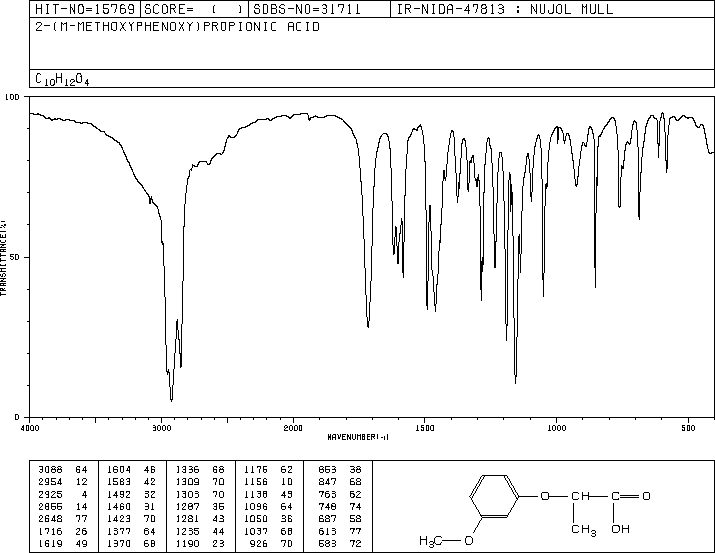 HIT-NO=15769 SCORE= ( ) SDBS-NO=31711 IR-NIDA-47813 : NUJOL MULL
2-(M-METHOXYPHENOXY)PROPIONIC ACID
C10H12O4
100
50
0
TRANSMITTANCE(%)
4000 3000 2000 1500 1000 500
WAVENUMBER(-1)
3088 64 1604 46 1336 68 1176 62 853 38
2954 12 1583 42 1309 70 1156 10 847 68
2925 4 1492 32 1303 70 1138 43 763 62
2855 14 1460 31 1287 35 1096 64 748 74
2648 77 1423 70 1281 43 1050 36 687 58
1716 26 1377 64 1235 44 1037 68 613 77
1619 49 1370 68 1190 23 926 70 583 72
O CH C O
CH3 OH
H3C O